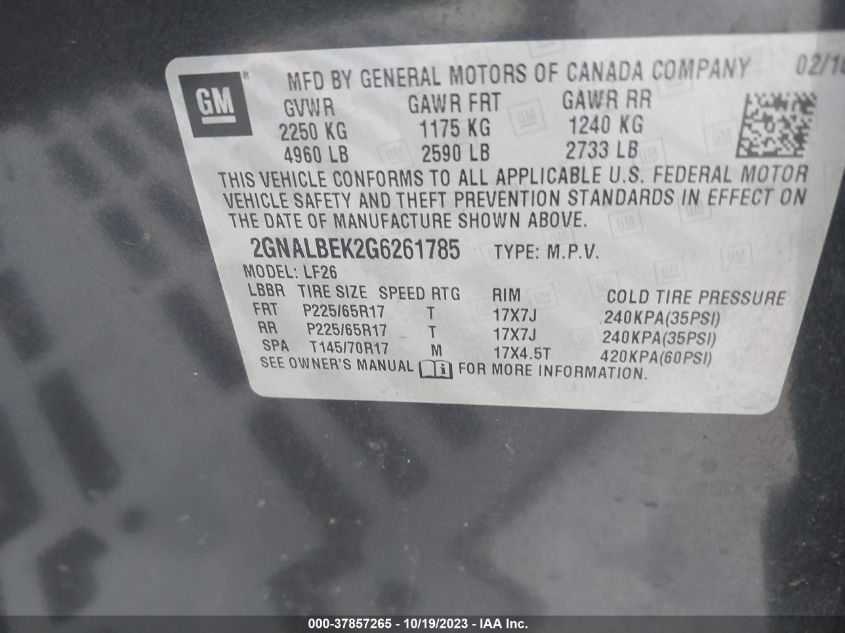 GM ® MFD BY GENERAL MOTORS OF CANADA COMPANY
GVWR GAWR FRT GAWR RR
2250 KG 1175 KG 1240 KG
4960 LB 2590 LB 2733 LB
THIS VEHICLE CONFORMS TO ALL APPLICABLE U.S. FEDERAL MOTOR
VEHICLE SAFETY AND THEFT PREVENTION STANDARDS IN EFFECT ON
THE DATE OF MANUFACTURE SHOWN ABOVE.
2GNALBEK2G6261785 TYPE: M.P.V.
MODEL: LF26
LBBR TIRE SIZE SPEED RTG RIM COLD TIRE PRESSURE
FRT P225/65R17 T 17X7J 240KPA(35PSI)
RR P225/65R17 T 17X7J 240KPA(35PSI)
SPA T145/70R17 M 17X4.5T 420KPA(60PSI)
SEE OWNER'S MANUAL FOR MORE INFORMATION.
000-37857265 - 10/19/2023 - IAA Inc.